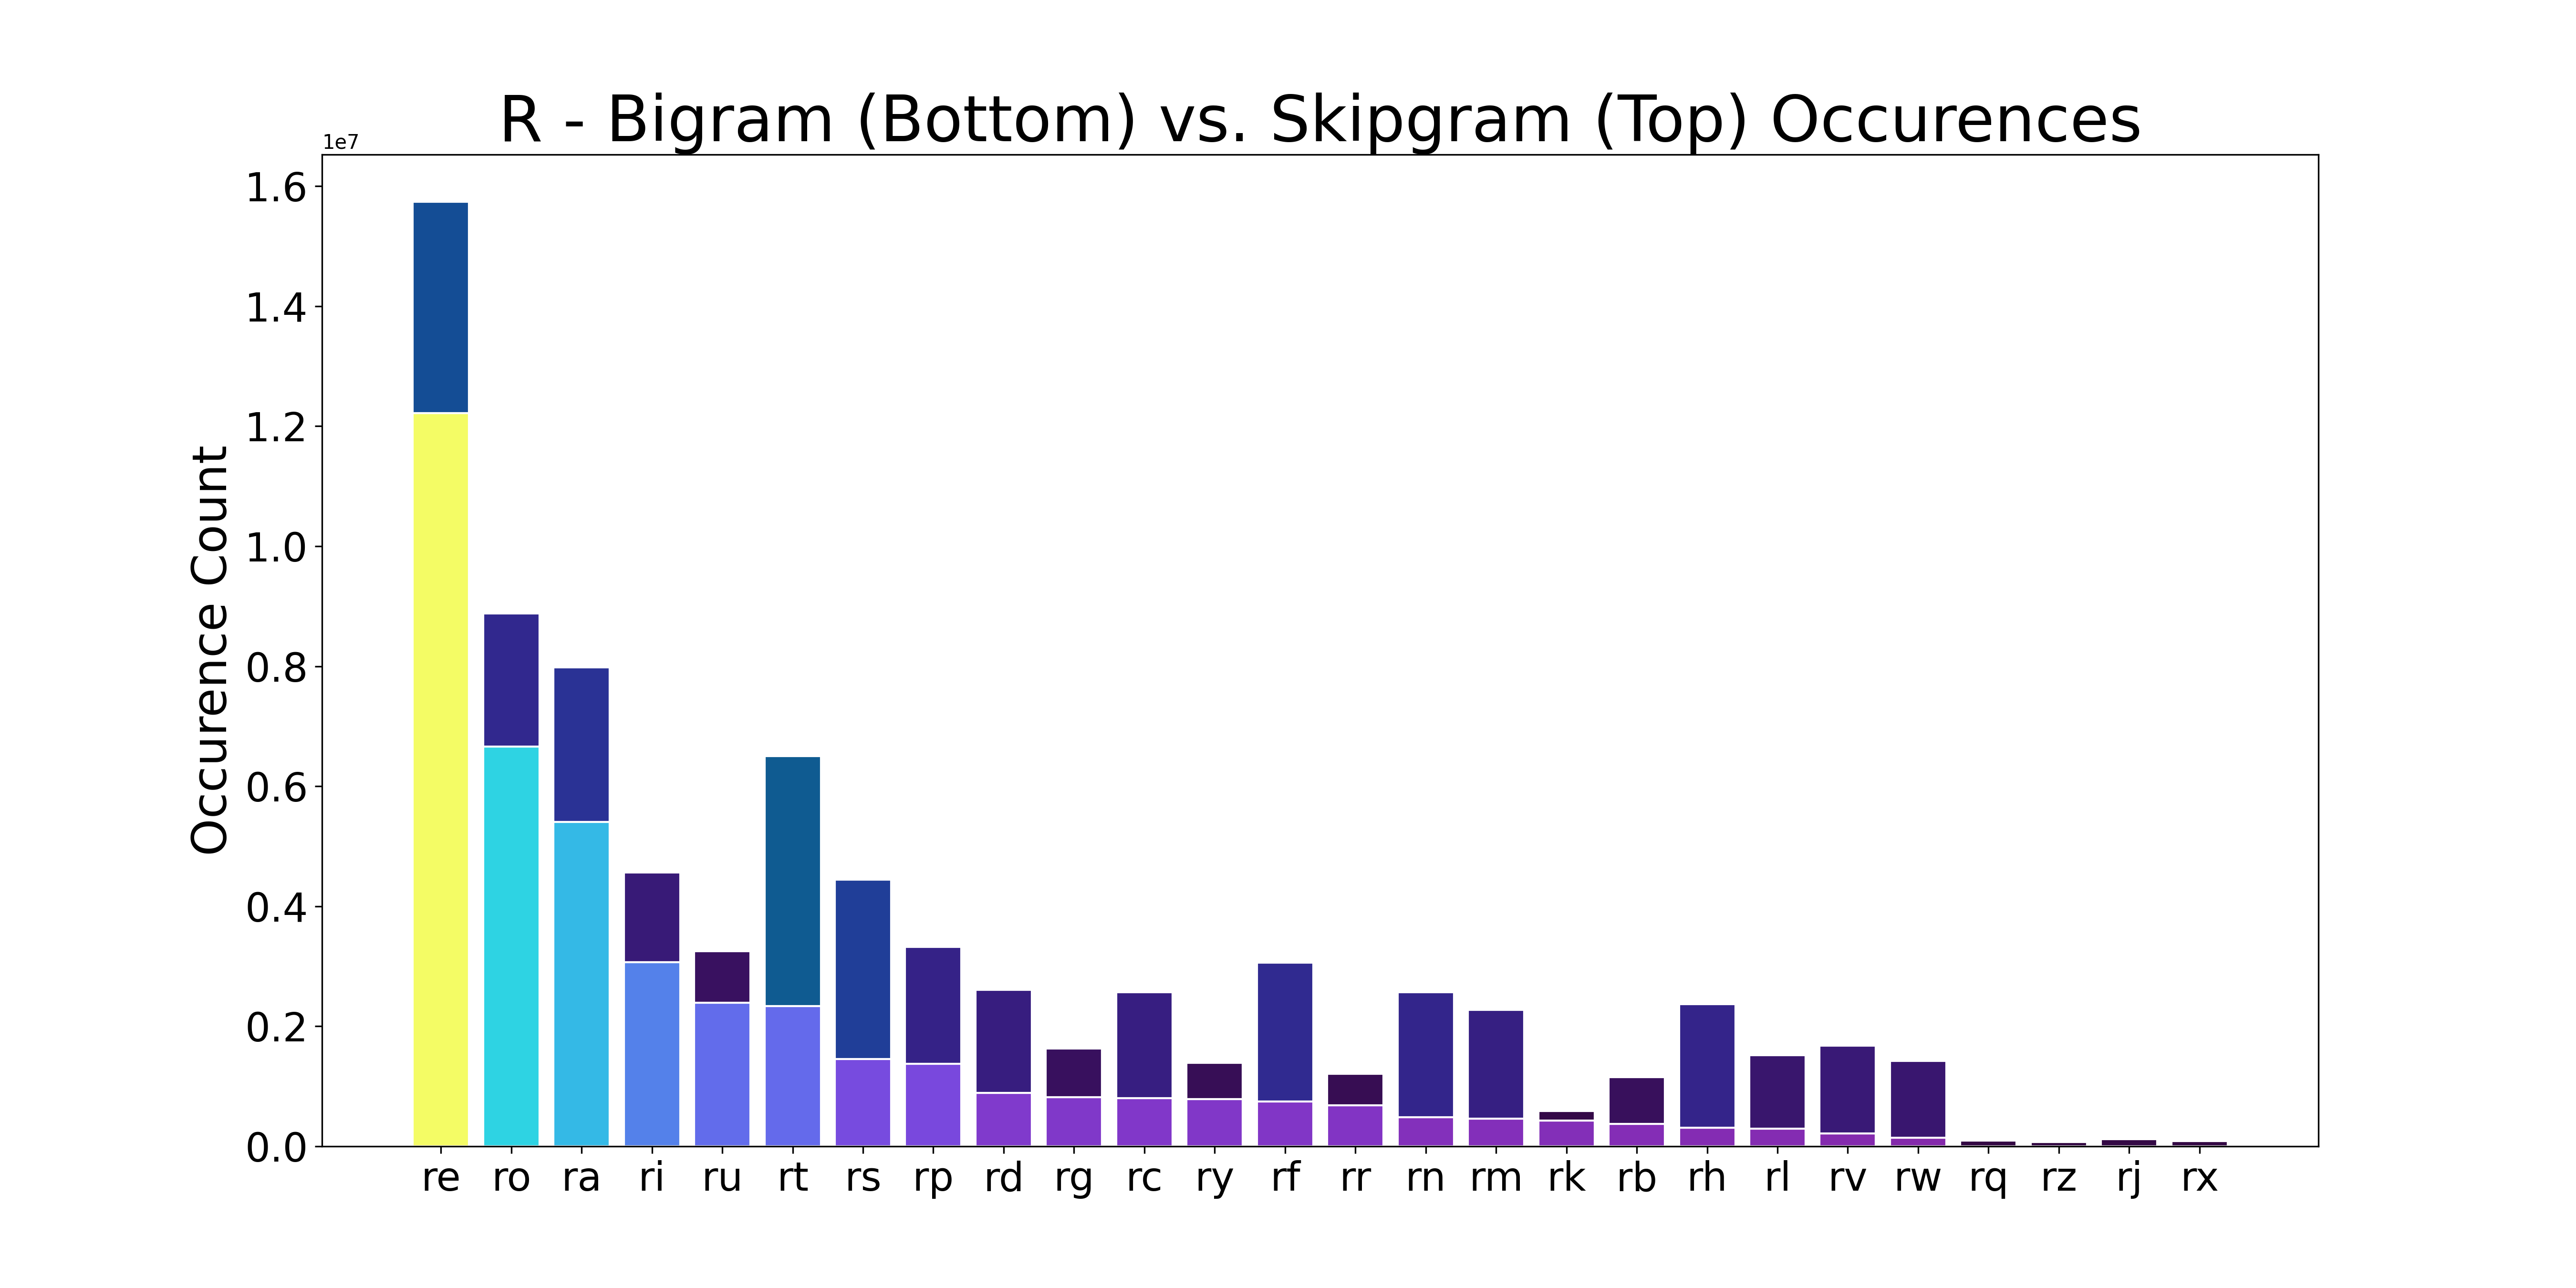 R - Bigram (Bottom) vs. Skipgram (Top) Occurences
1e7
1.6
1.4
1.2
1.0
0.8
0.6
0.4
0.2
0.0
Occurence Count
re ro ra ri ru rt rs rp rd rg rc ry rf rr rn rm rk rb rh rl rv rw rq rz rj rx